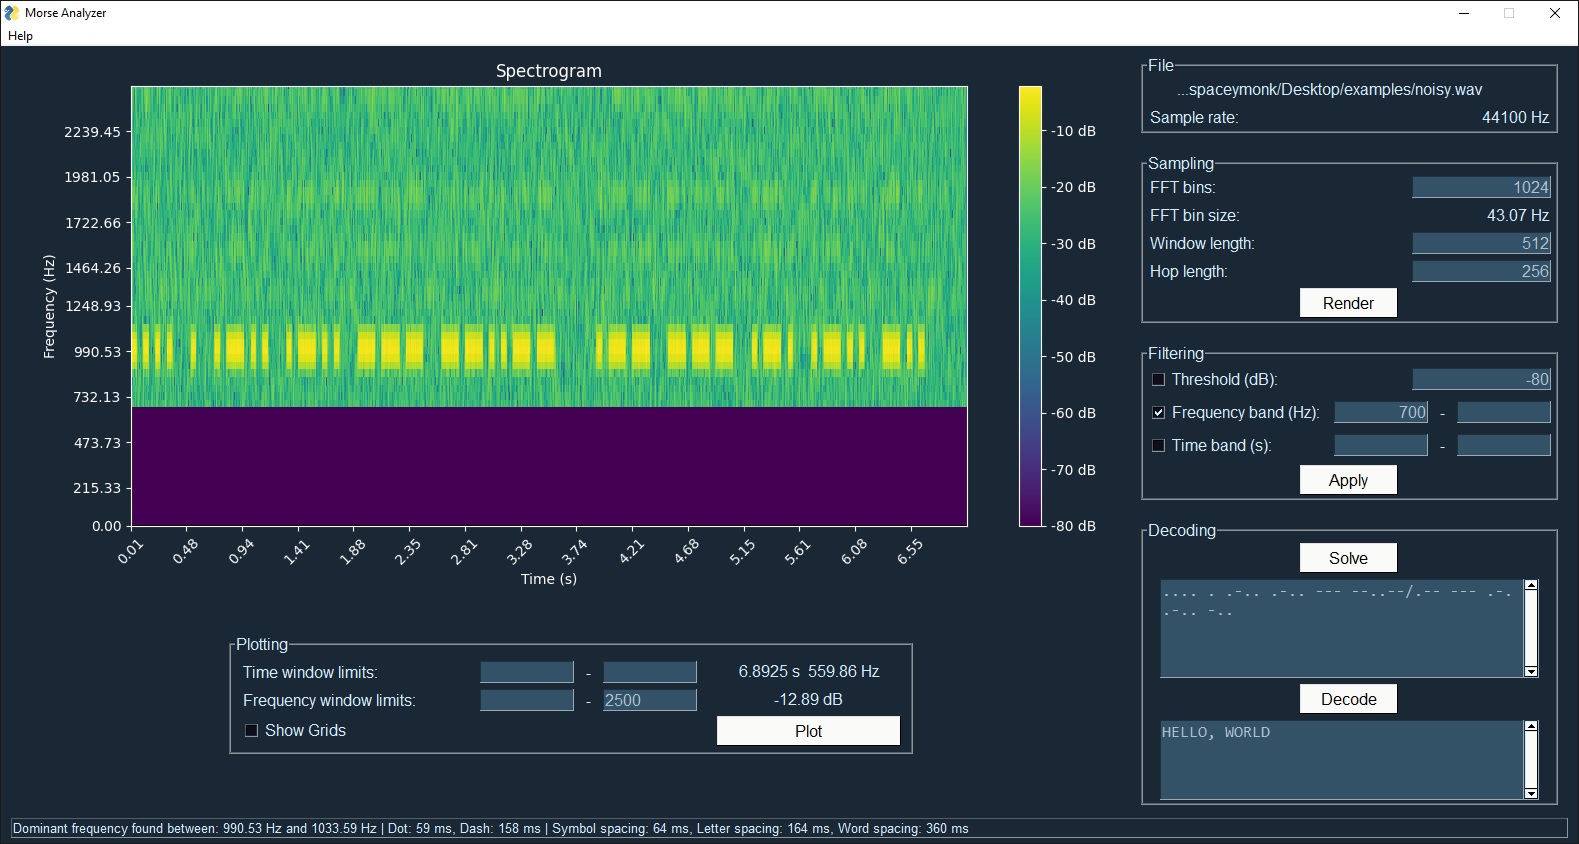 Morse Analyzer
Help
Spectrogram
Frequency (Hz)
2239.45
1981.05
1722.66
1464.26
1248.93
990.53
732.13
473.73
215.33
0.00
0.01 0.48 0.94 1.41 1.88 2.35 2.81 3.28 3.74 4.21 4.68 5.15 5.61 6.08 6.55
Time (s)
-10 dB
-20 dB
-30 dB
-40 dB
-50 dB
-60 dB
-70 dB
-80 dB
Plotting
Time window limits: - 6.8925 s 559.86 Hz
Frequency window limits: - 2500 -12.89 dB
Show Grids Plot
File
...spaceymonk/Desktop/examples/noisy.wav
Sample rate: 44100 Hz
Sampling
FFT bins: 1024
FFT bin size: 43.07 Hz
Window length: 512
Hop length: 256
Render
Filtering
Threshold (dB): -80
Frequency band (Hz): 700 -
Time band (s): -
Apply
Decoding
Solve
.... . .-.. .-.. --- --..--/.-- --- .-.
.-.. -..
Decode
HELLO, WORLD
Dominant frequency found between: 990.53 Hz and 1033.59 Hz | Dot: 59 ms, Dash: 158 ms | Symbol spacing: 64 ms, Letter spacing: 164 ms, Word spacing: 360 ms